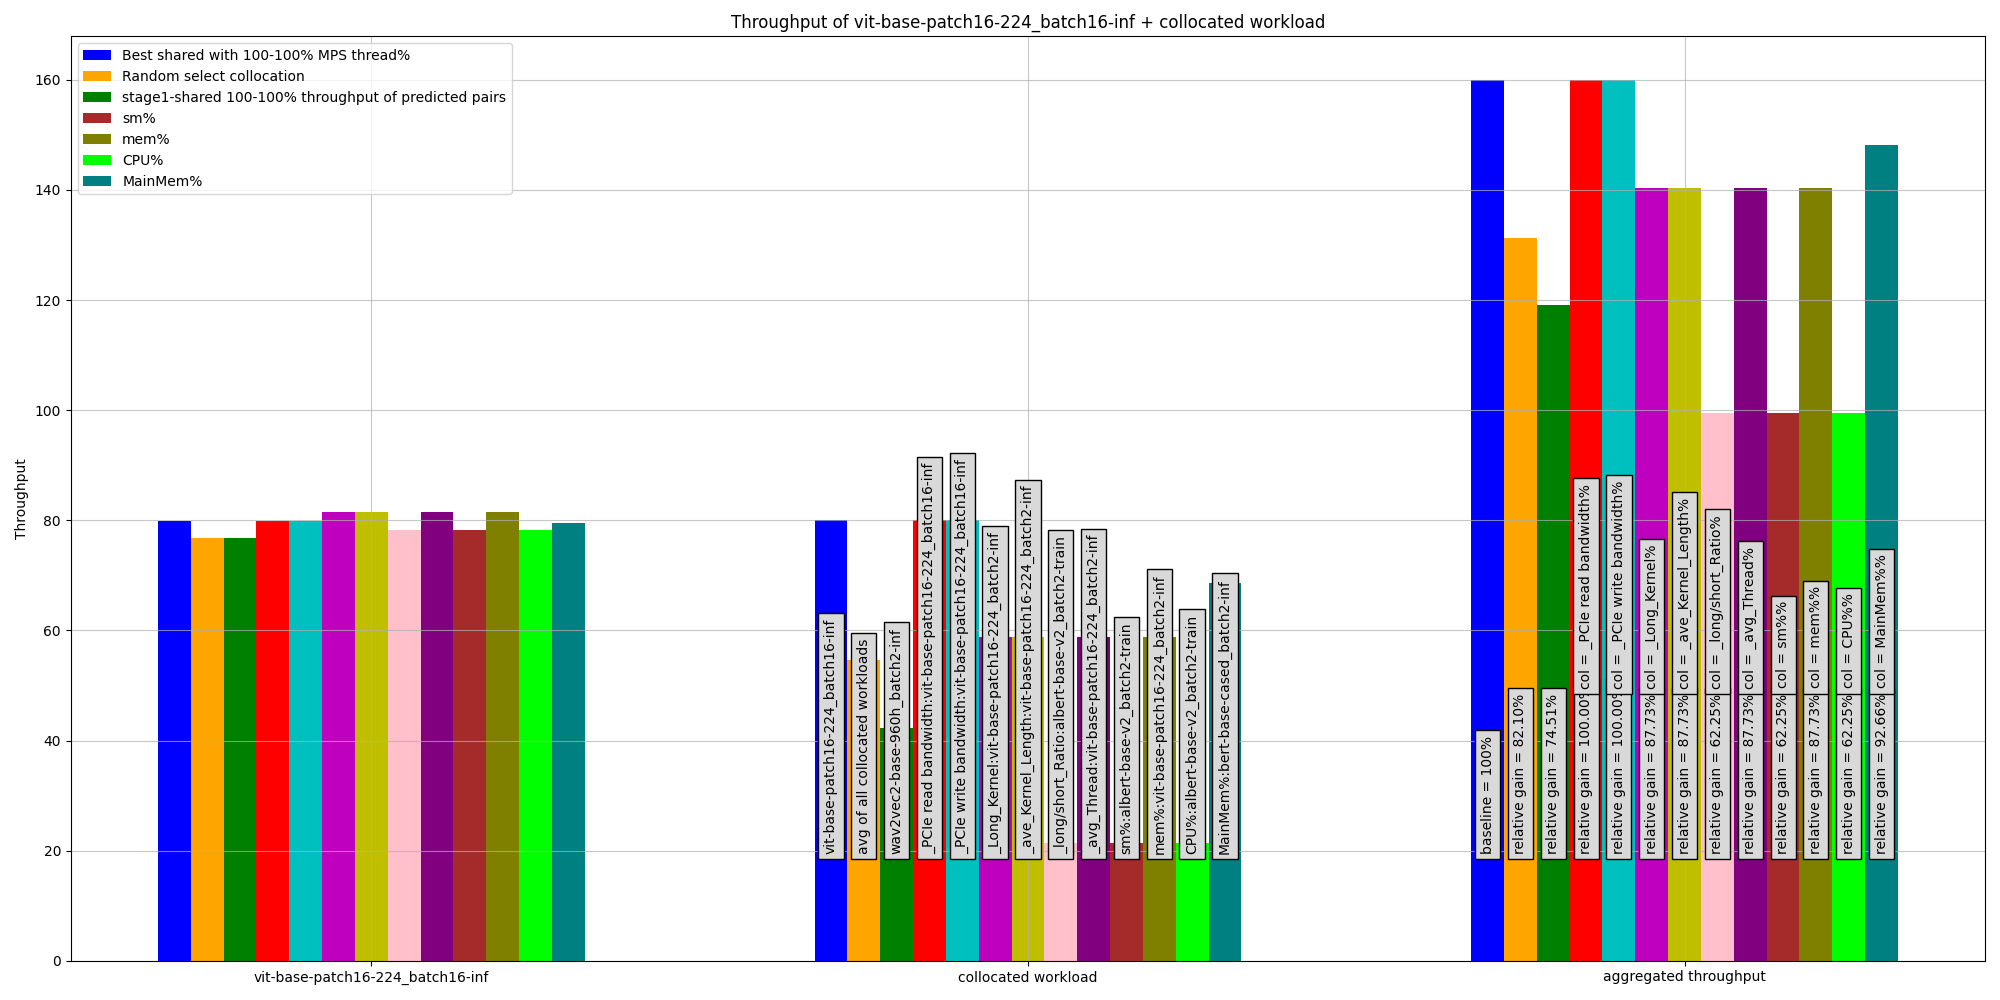 Throughput of vit-base-patch16-224_batch16-inf + collocated workload
Best shared with 100-100% MPS thread%
Random select collocation
stage1-shared 100-100% throughput of predicted pairs
sm%
mem%
CPU%
MainMem%
Throughput
160
140
120
100
80
60
40
20
0
vit-base-patch16-224_batch16-inf
avg of all collocated workloads
wav2vec2-base-960h_batch2-inf
_PCIe read bandwidth:vit-base-patch16-224_batch16-inf
_PCIe write bandwidth:vit-base-patch16-224_batch16-inf
_Long_Kernel:vit-base-patch16-224_batch2-inf
_ave_Kernel_Length:vit-base-patch16-224_batch2-inf
_long/short_Ratio:albert-base-v2_batch2-train
_avg_Thread:vit-base-patch16-224_batch2-inf
sm%:albert-base-v2_batch2-train
mem%:vit-base-patch16-224_batch2-inf
CPU%:albert-base-v2_batch2-train
MainMem%:bert-base-cased_batch2-inf
baseline = 100%
relative gain = 82.10%
relative gain = 74.51%
relative gain = 100.00%
col = _PCIe read bandwidth%
relative gain = 100.00%
col = _PCIe write bandwidth%
relative gain = 87.73%
col = _Long_Kernel%
relative gain = 87.73%
col = _ave_Kernel_Length%
relative gain = 62.25%
col = _long/short_Ratio%
relative gain = 87.73%
col = _avg_Thread%
relative gain = 62.25%
col = sm%%
relative gain = 87.73%
col = mem%%
relative gain = 62.25%
col = CPU%%
relative gain = 92.66%
col = MainMem%%
vit-base-patch16-224_batch16-inf
collocated workload
aggregated throughput